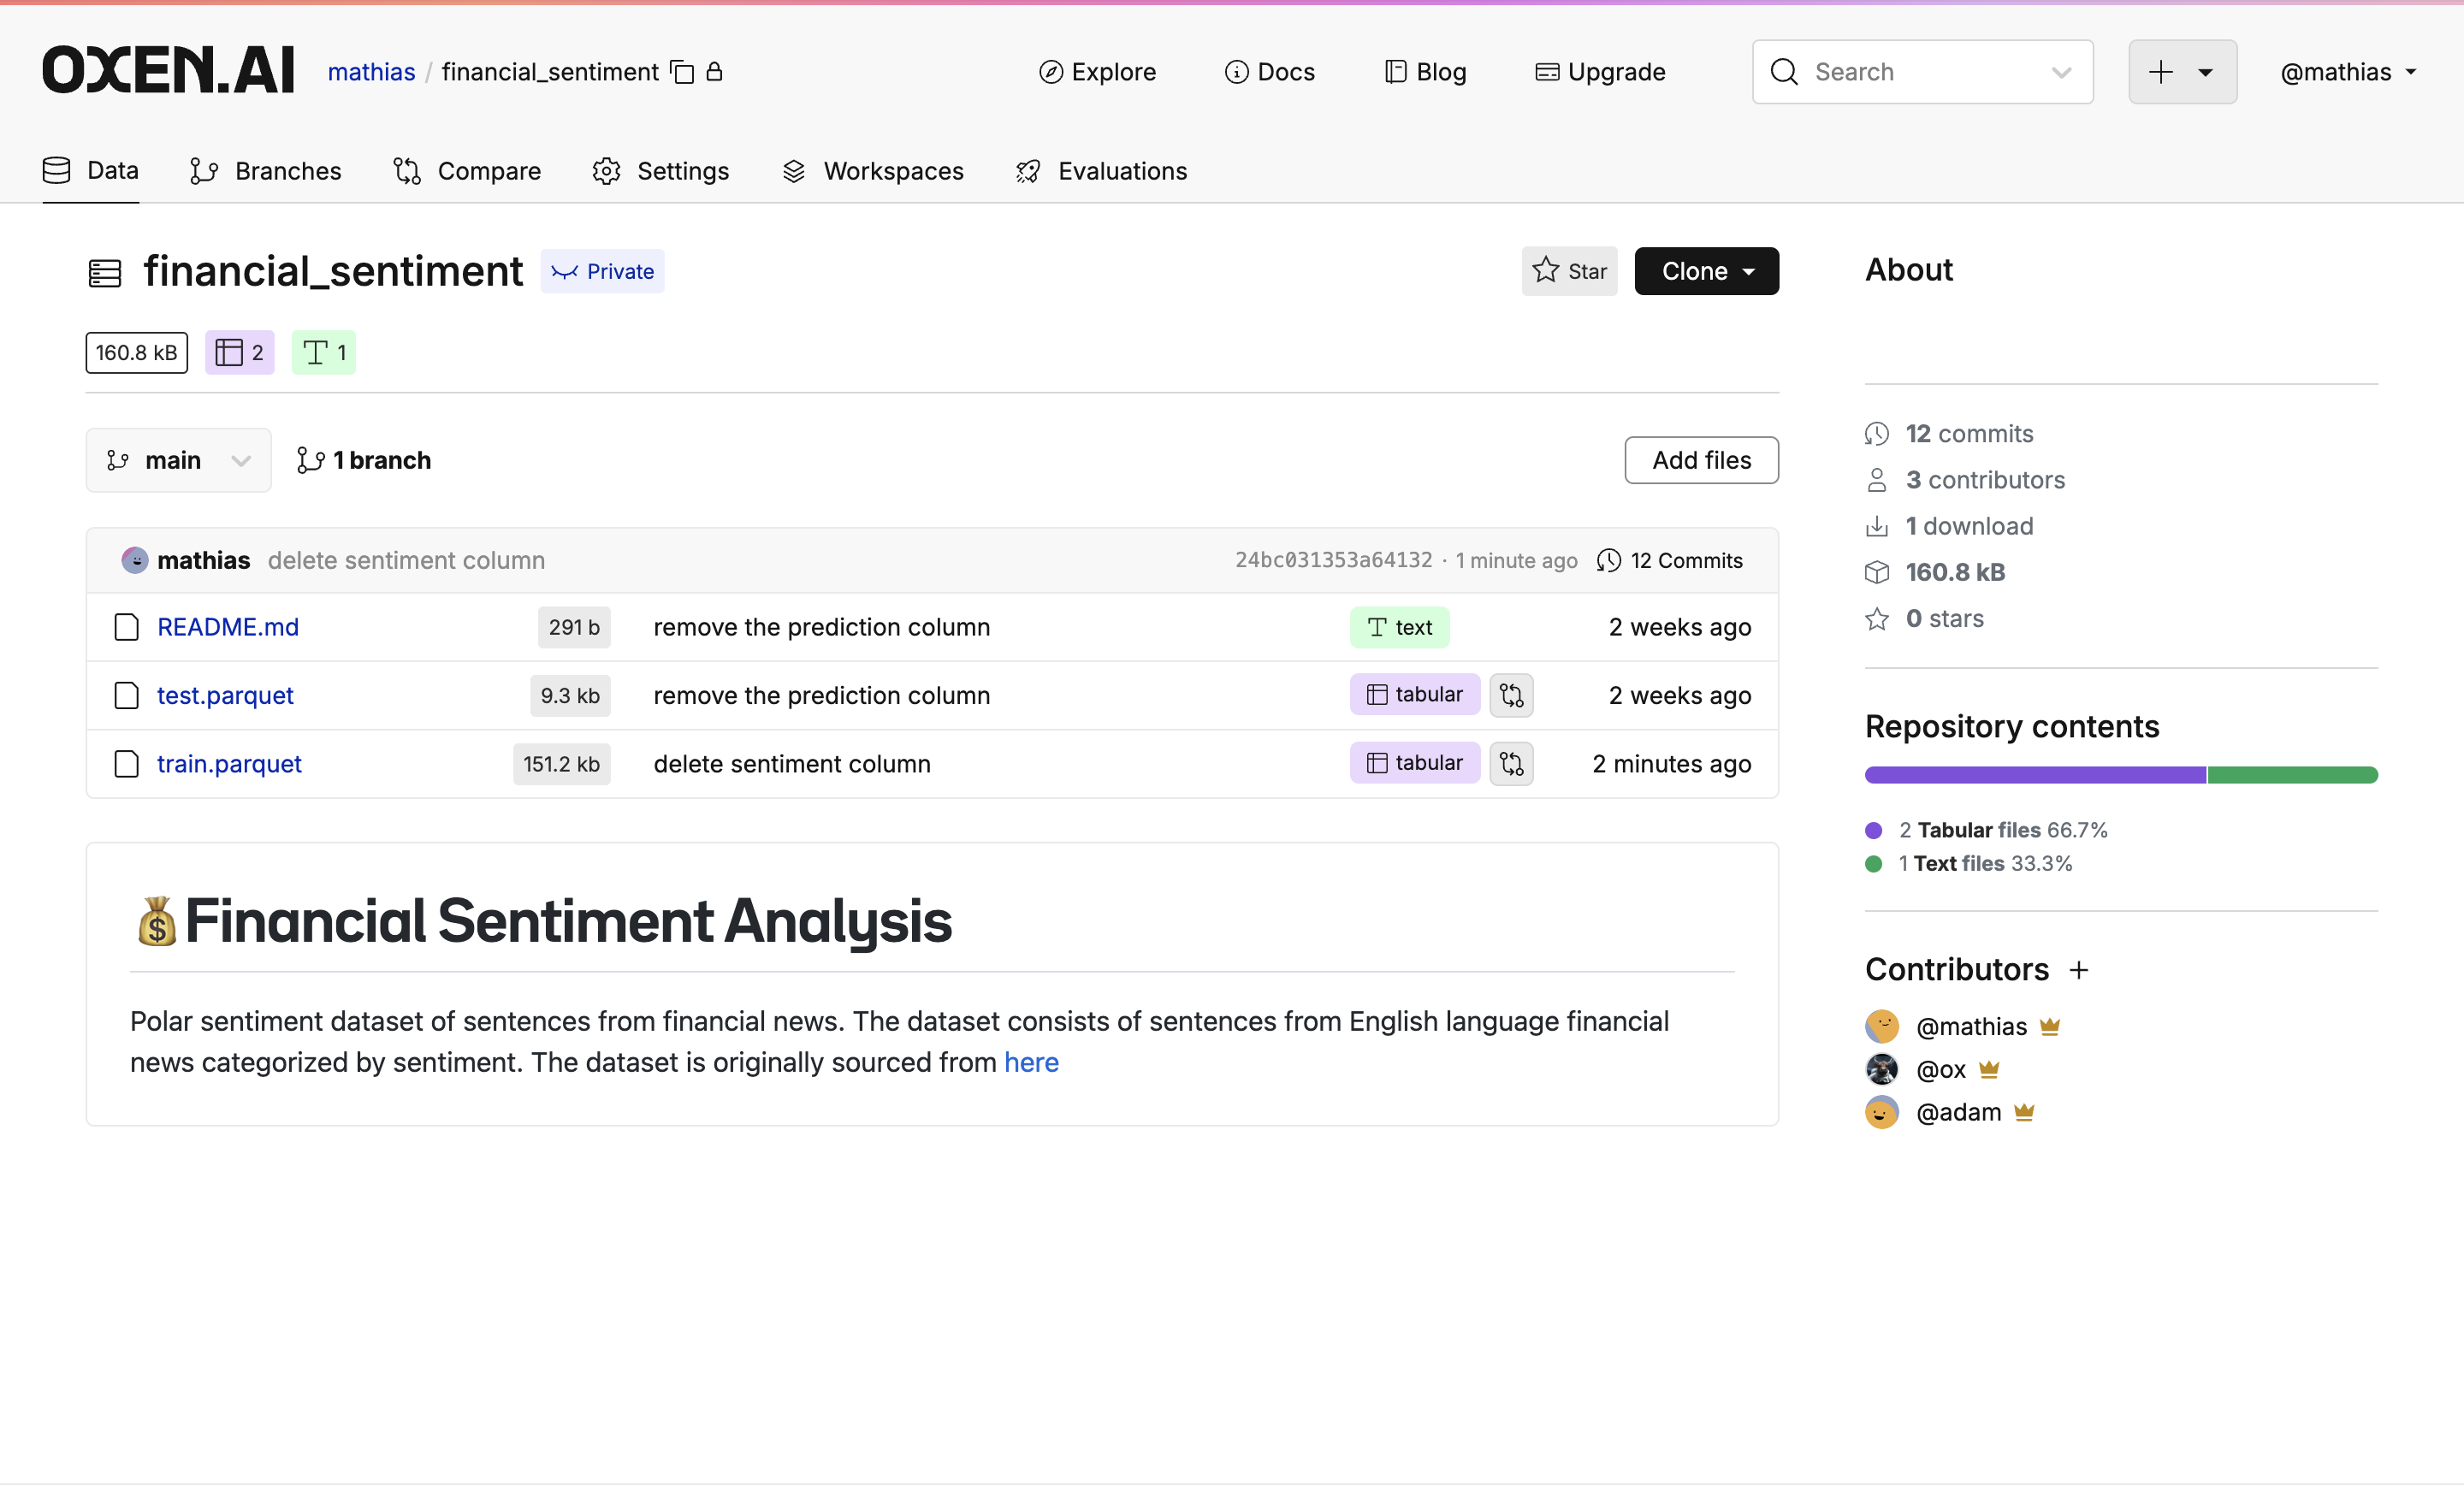 OXEN.AI mathias / financial_sentiment Explore Docs Blog Upgrade Search @mathias
Data Branches Compare Settings Workspaces Evaluations
financial_sentiment Private Star Clone
160.8 kB 2 1
main 1 branch Add files
mathias delete sentiment column 24bc031353a64132 · 1 minute ago 12 Commits
README.md 291 b remove the prediction column text 2 weeks ago
test.parquet 9.3 kb remove the prediction column tabular 2 weeks ago
train.parquet 151.2 kb delete sentiment column tabular 2 minutes ago
💰Financial Sentiment Analysis
Polar sentiment dataset of sentences from financial news. The dataset consists of sentences from English language financial
news categorized by sentiment. The dataset is originally sourced from here
About
12 commits
3 contributors
1 download
160.8 kB
0 stars
Repository contents
2 Tabular files 66.7%
1 Text files 33.3%
Contributors +
@mathias
@ox
@adam